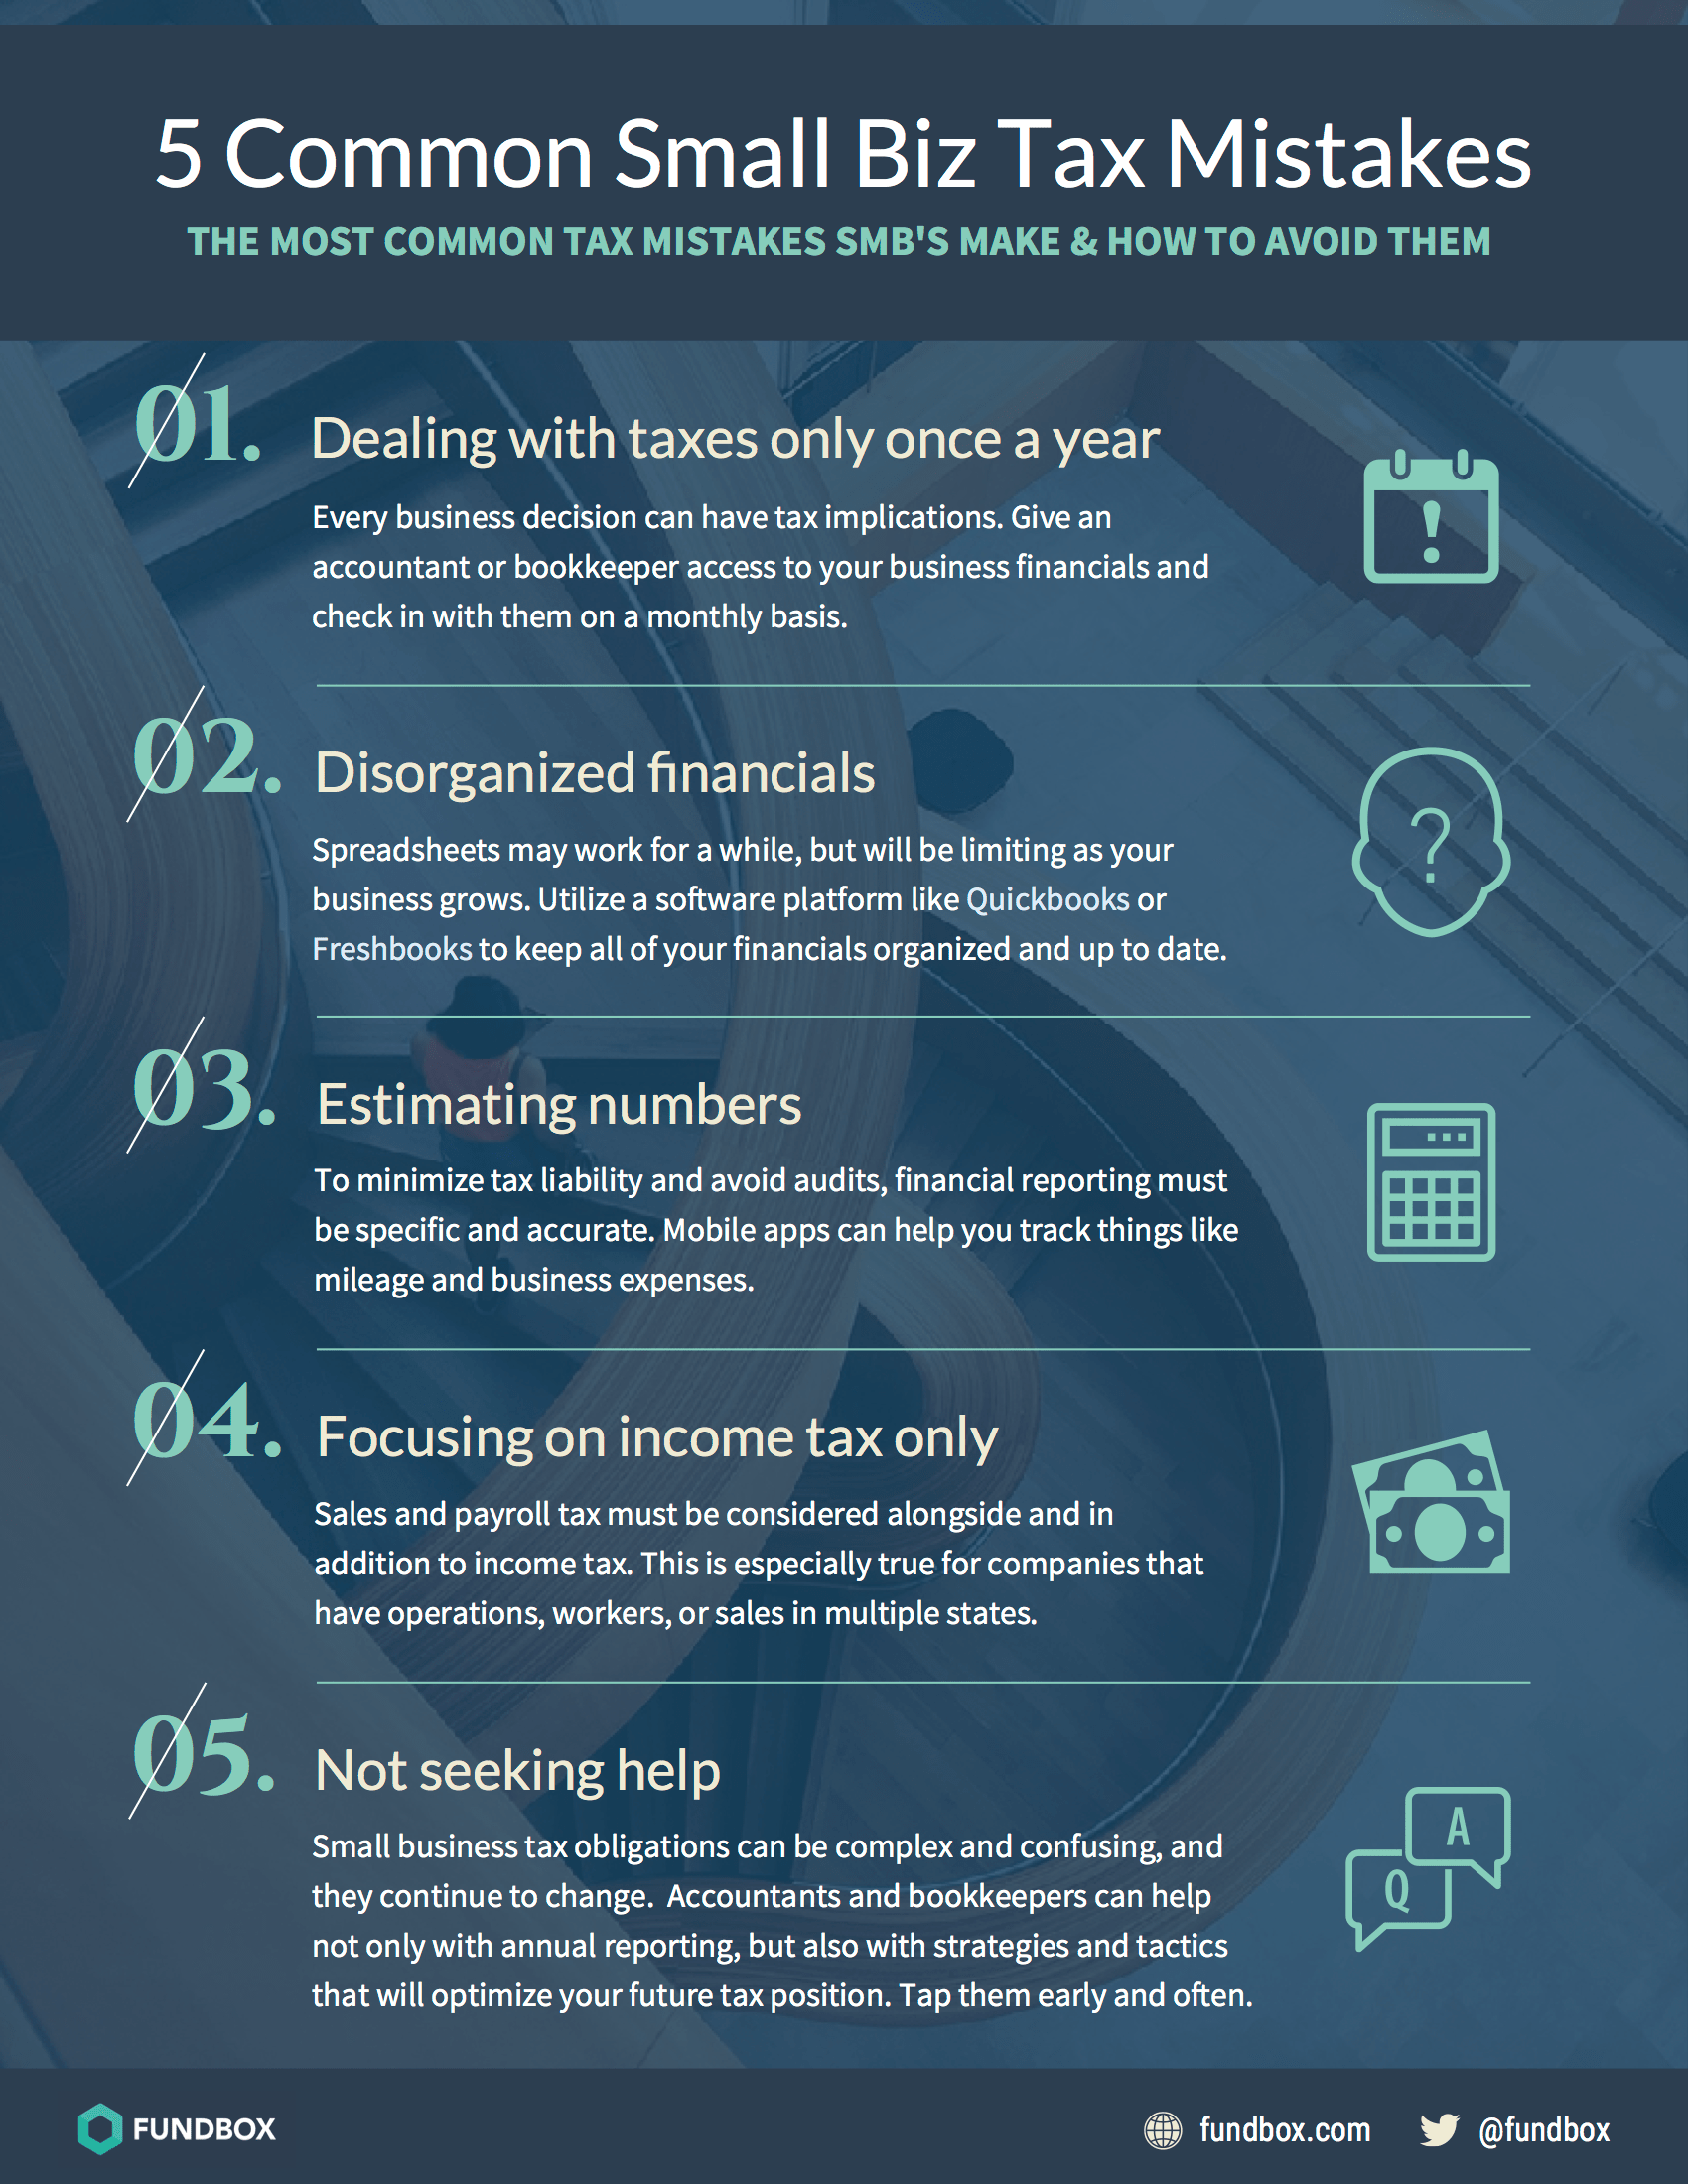 5 Common Small Biz Tax Mistakes
THE MOST COMMON TAX MISTAKES SMB'S MAKE & HOW TO AVOID THEM
01.
Dealing with taxes only once a year
Every business decision can have tax implications. Give an
accountant or bookkeeper access to your business financials and
check in with them on a monthly basis.
!
02.
Disorganized financials
Spreadsheets may work for a while, but will be limiting as your
business grows. Utilize a software platform like Quickbooks or
Freshbooks to keep all of your financials organized and up to date.
?
03.
Estimating numbers
To minimize tax liability and avoid audits, financial reporting must
be specific and accurate. Mobile apps can help you track things like
mileage and business expenses.
04.
Focusing on income tax only
Sales and payroll tax must be considered alongside and in
addition to income tax. This is especially true for companies that
have operations, workers, or sales in multiple states.
05.
Not seeking help
Small business tax obligations can be complex and confusing, and
they continue to change.  Accountants and bookkeepers can help
not only with annual reporting, but also with strategies and tactics
that will optimize your future tax position. Tap them early and often.
A
Q
FUNDBOX
fundbox.com
@fundbox